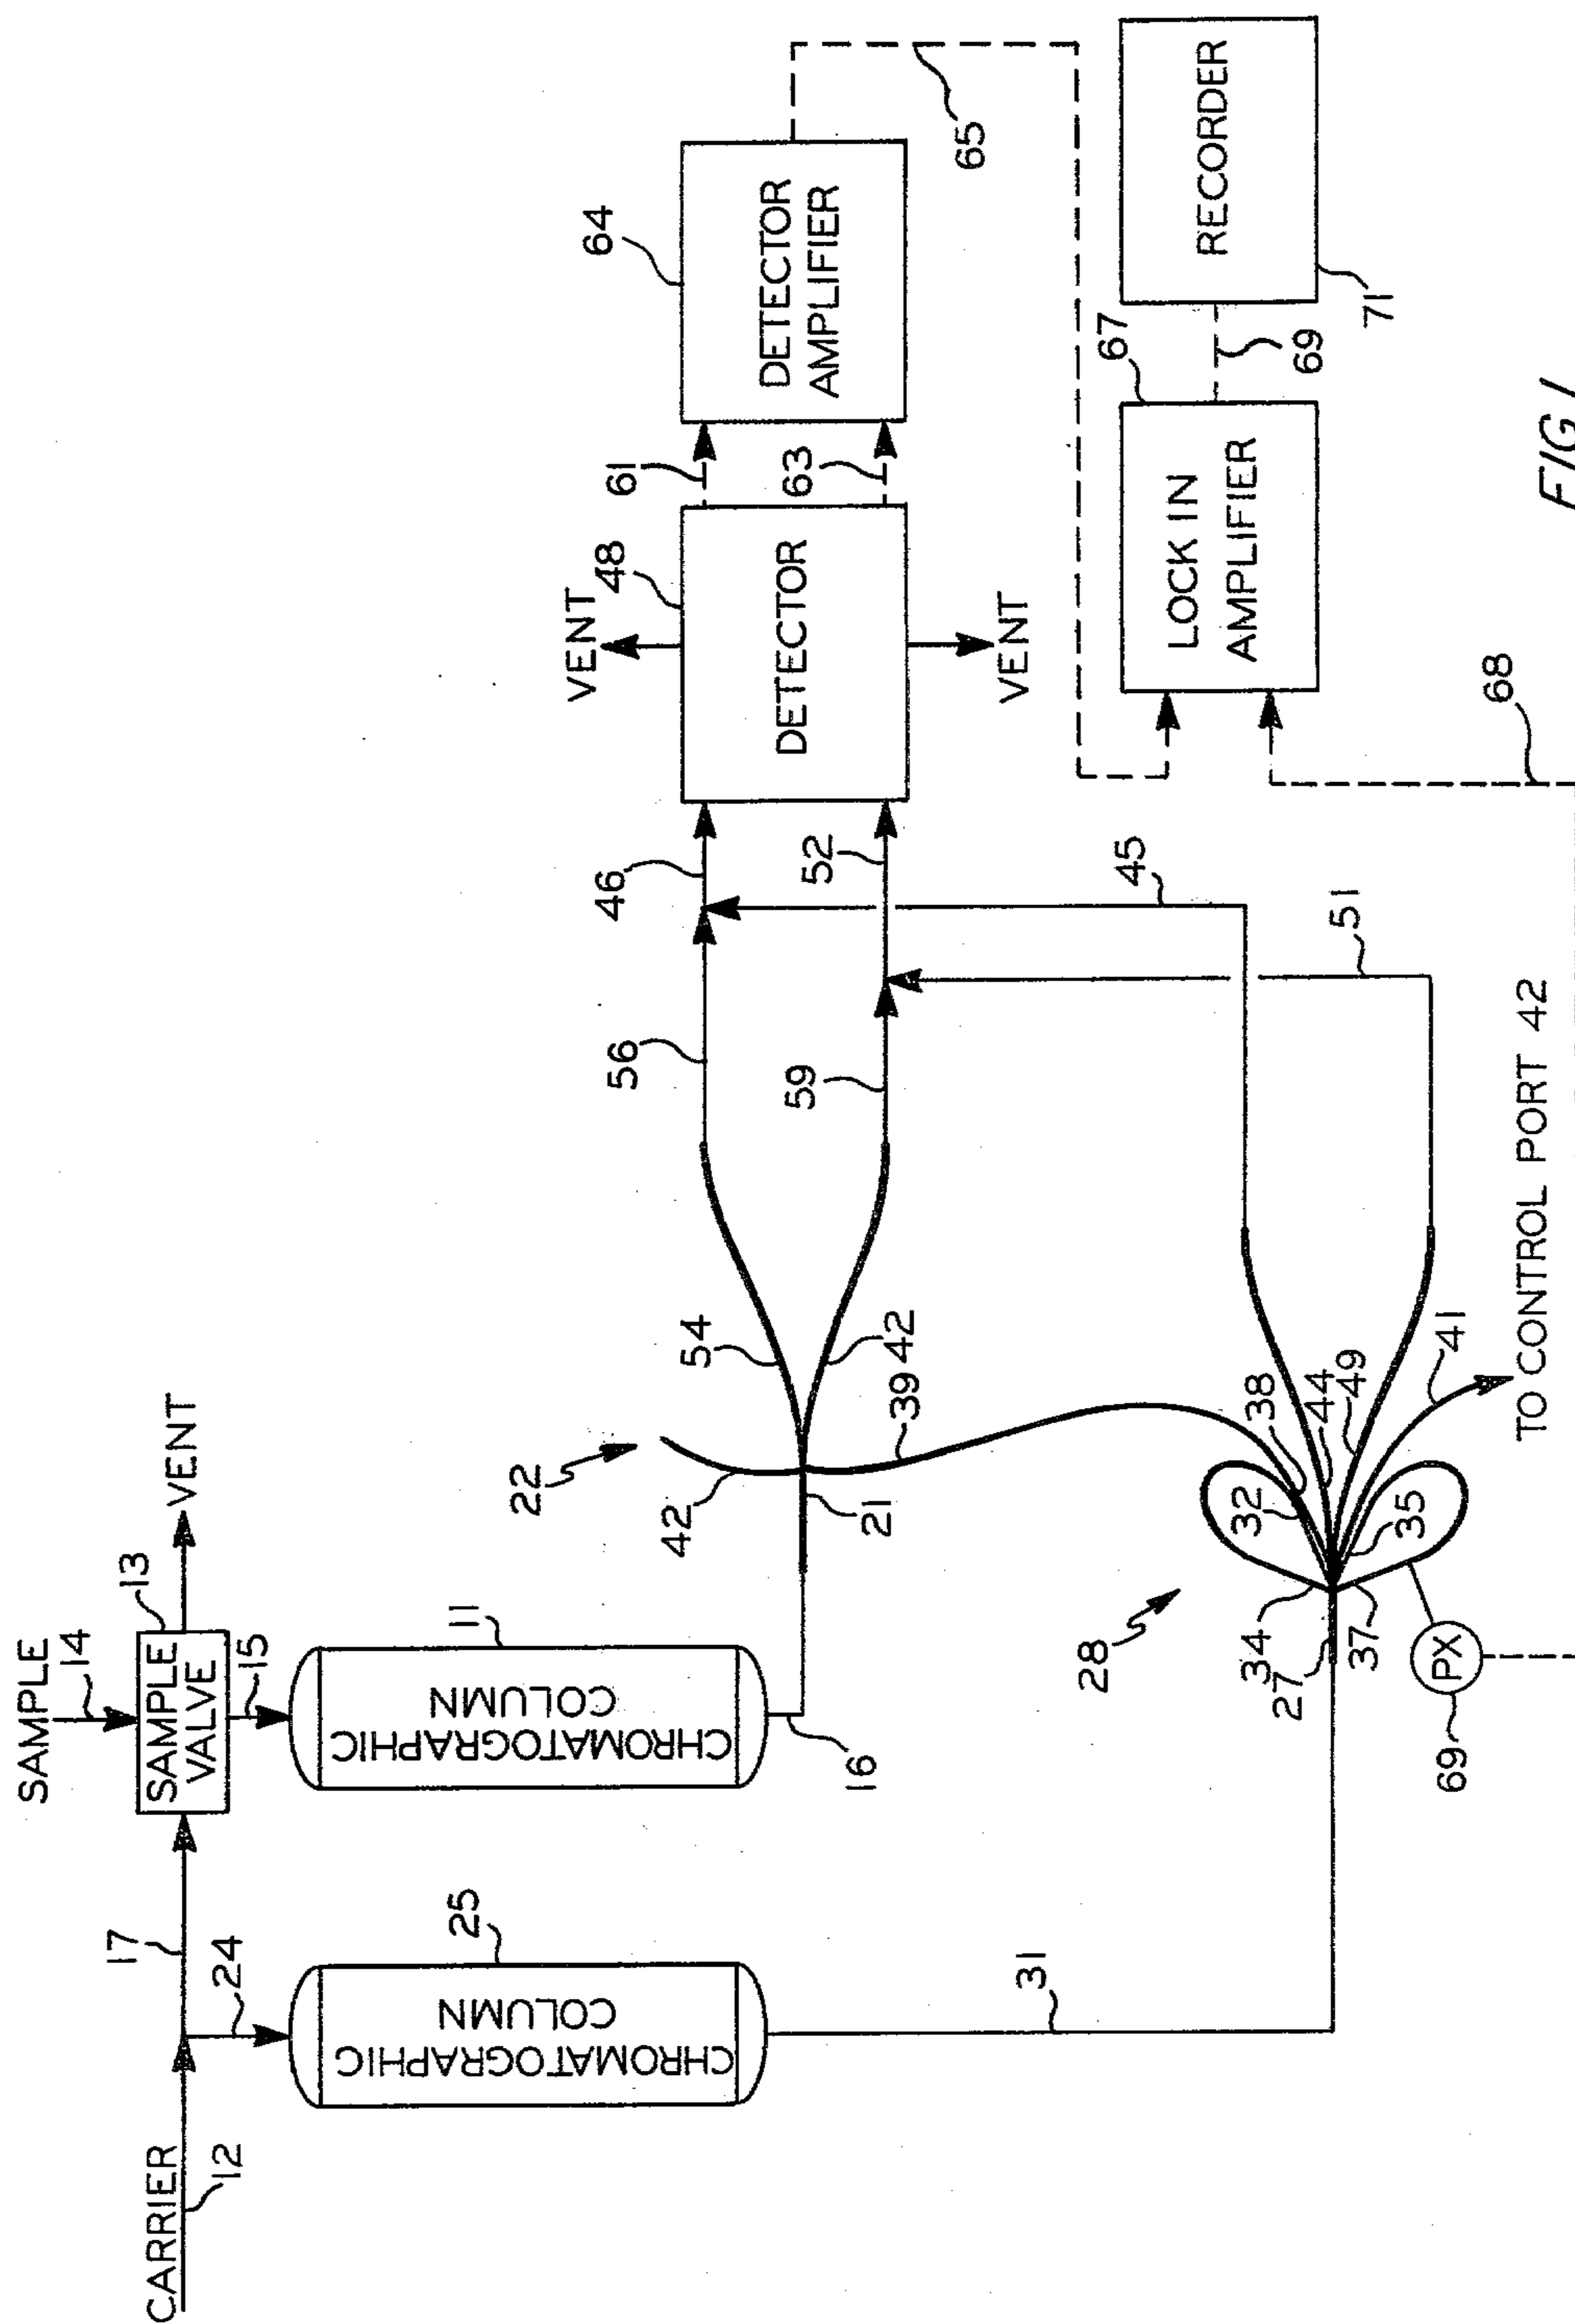 CARRIER
12
17
24
SAMPLE
14
SAMPLE
VALVE
13
VENT
15
CHROMATOGRAPHIC
COLUMN
25
CHROMATOGRAPHIC
COLUMN
11
16
31
22
42
21
54
42
39
56
59
46
52
45
51
VENT
48
DETECTOR
VENT
61
63
64
DETECTOR
AMPLIFIER
65
LOCK IN
AMPLIFIER
67
69
RECORDER
71
68
28
34
27
37
32
38
44
49
35
41
PX
69
TO CONTROL PORT 42
FIG 1